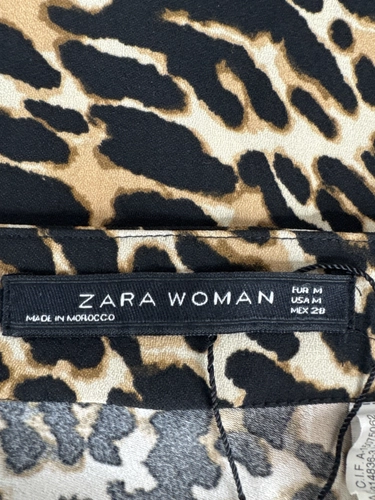 ZARA WOMAN
EUR M
USA M
MEX 28
MADE IN MOROCCO
C.I.F. A